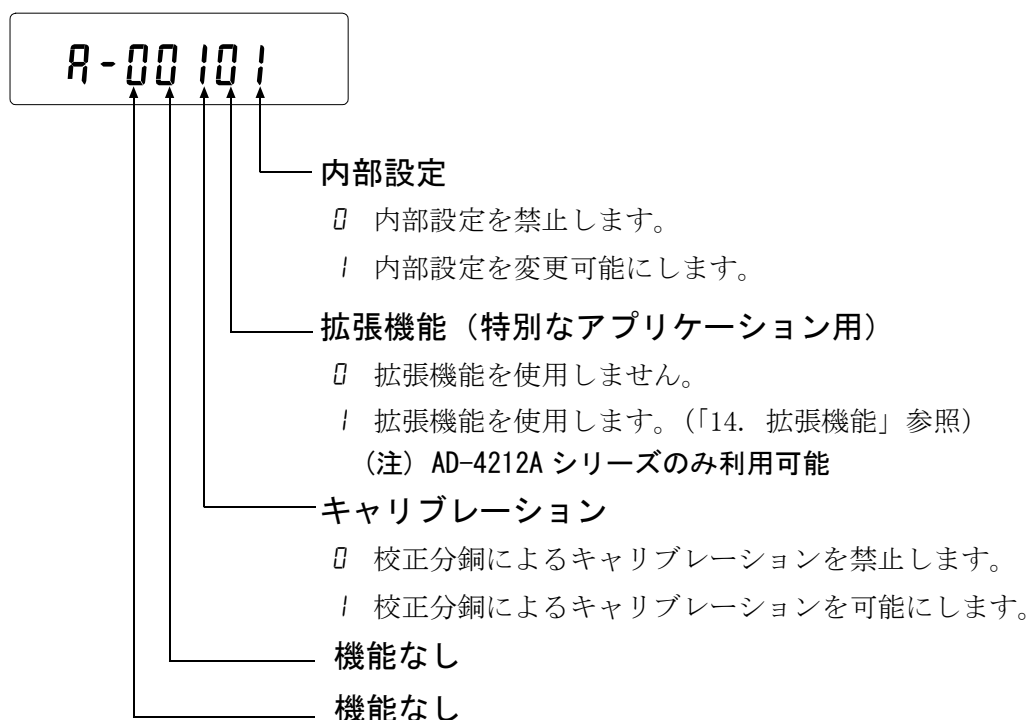 A-00101
内部設定
0 内部設定を禁止します。
1 内部設定を変更可能にします。
拡張機能（特別なアプリケーション用）
0 拡張機能を使用しません。
1 拡張機能を使用します。（「14. 拡張機能」参照）
（注）AD-4212A シリーズのみ利用可能
キャリブレーション
0 校正分銅によるキャリブレーションを禁止します。
1 校正分銅によるキャリブレーションを可能にします。
機能なし
機能なし